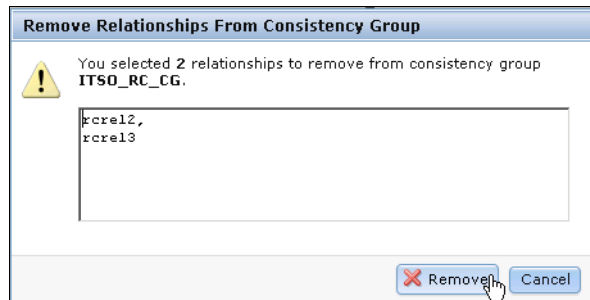 Remove Relationships From Consistency Group
You selected 2 relationships to remove from consistency group
ITSO_RC_CG.
rcrel2,
rcrel3
Remove
Cancel